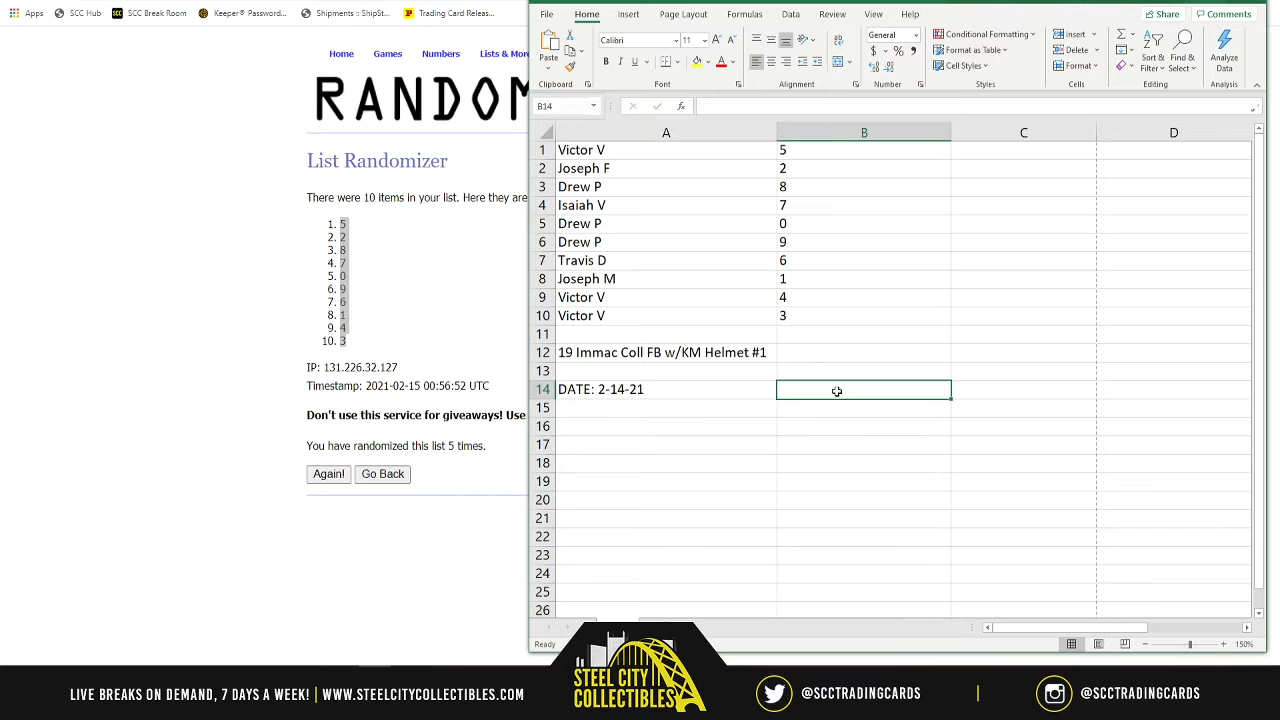 Apps SCC Hub SCC Break Room Keeper® Password... Shipments :: ShipSt... Trading Card Releas...
Home Games Numbers Lists & More
RANDOM
List Randomizer
There were 10 items in your list. Here they are
1. 5
2. 2
3. 8
4. 7
5. 0
6. 9
7. 6
8. 1
9. 4
10. 3
IP: 131.226.32.127
Timestamp: 2021-02-15 00:56:52 UTC
Don't use this service for giveaways! Use
You have randomized this list 5 times.
Again! Go Back
File Home Insert Page Layout Formulas Data Review View Help Share Comments
Paste Calibri 11 General Conditional Formatting Insert
Format as Table Delete Sort & Filter Find & Select Analyze Data
B I U Cell Styles Format
Clipboard Font Alignment Number Styles Cells Editing Analysis
B14 fx
A B C D
1 Victor V 5
2 Joseph F 2
3 Drew P 8
4 Isaiah V 7
5 Drew P 0
6 Drew P 9
7 Travis D 6
8 Joseph M 1
9 Victor V 4
10 Victor V 3
11
12 19 Immac Coll FB w/KM Helmet #1
13
14 DATE: 2-14-21
15
16
17
18
19
20
21
22
23
24
25
26
Ready 150%
LIVE BREAKS ON DEMAND, 7 DAYS A WEEK! | WWW.STEELCITYCOLLECTIBLES.COM
STEEL CITY
COLLECTIBLES
@SCCTRADINGCARDS | @SCCTRADINGCARDS